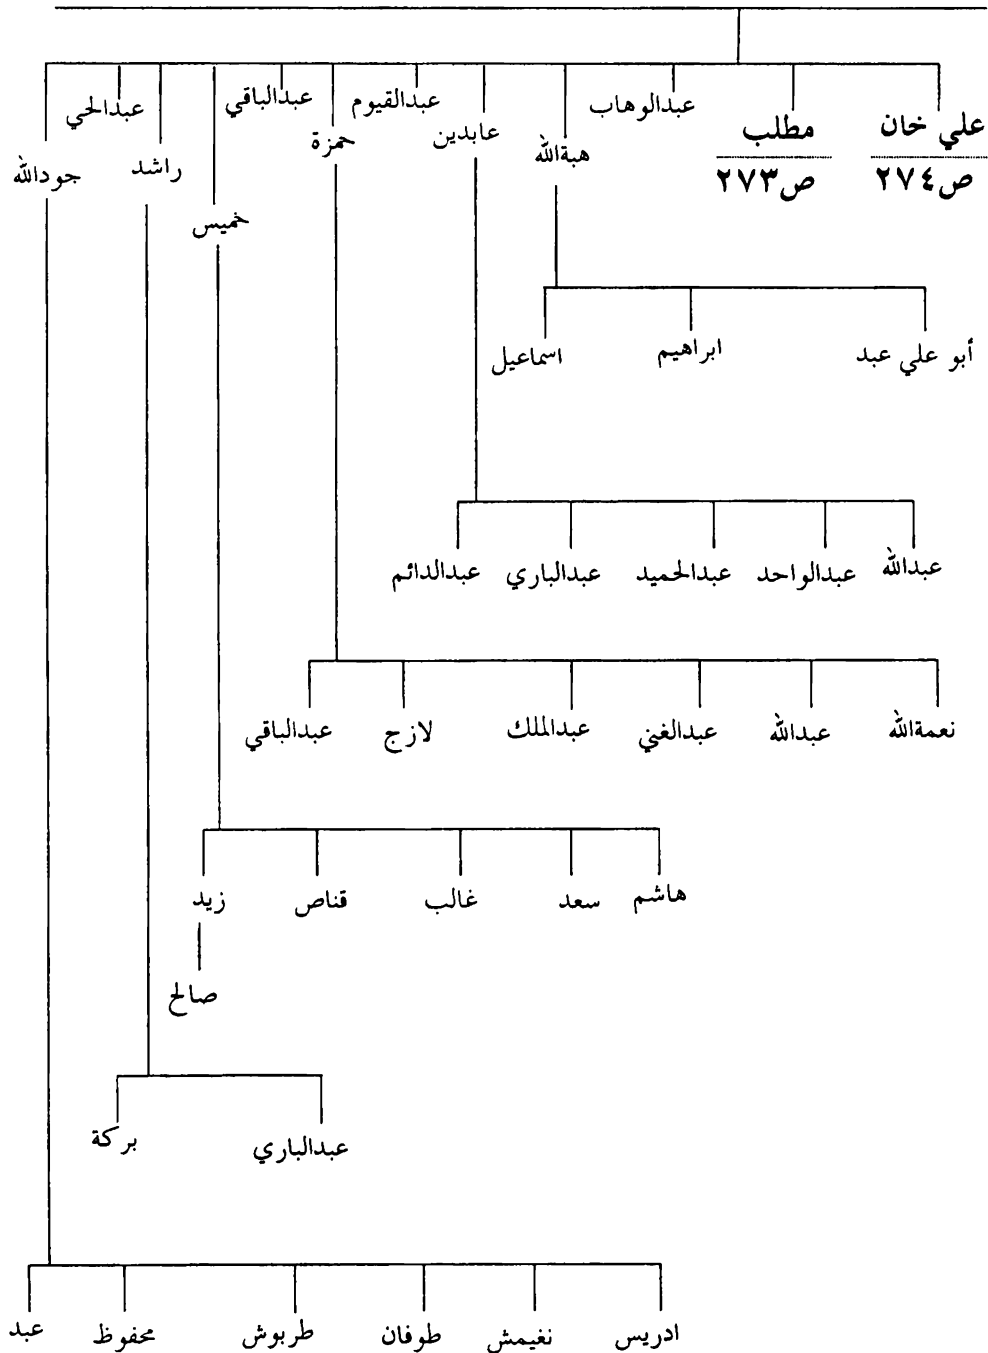 علي خان
ص٢٧٤
مطلب
ص٢٧٣
عبدالوهاب
هبةالله
عابدين
عبدالقيوم
حمزة
عبدالباقي
خميس
راشد
عبدالحي
جودالله
أبو علي عبد
ابراهيم
اسماعيل
عبدالله
عبدالواحد
عبدالحميد
عبدالباري
عبدالدائم
نعمةالله
عبدالله
عبدالغني
عبدالملك
لازج
عبدالباقي
هاشم
سعد
غالب
قناص
زيد
صالح
عبدالباري
بركة
ادريس
نغيمش
طوفان
طربوش
محفوظ
عبد